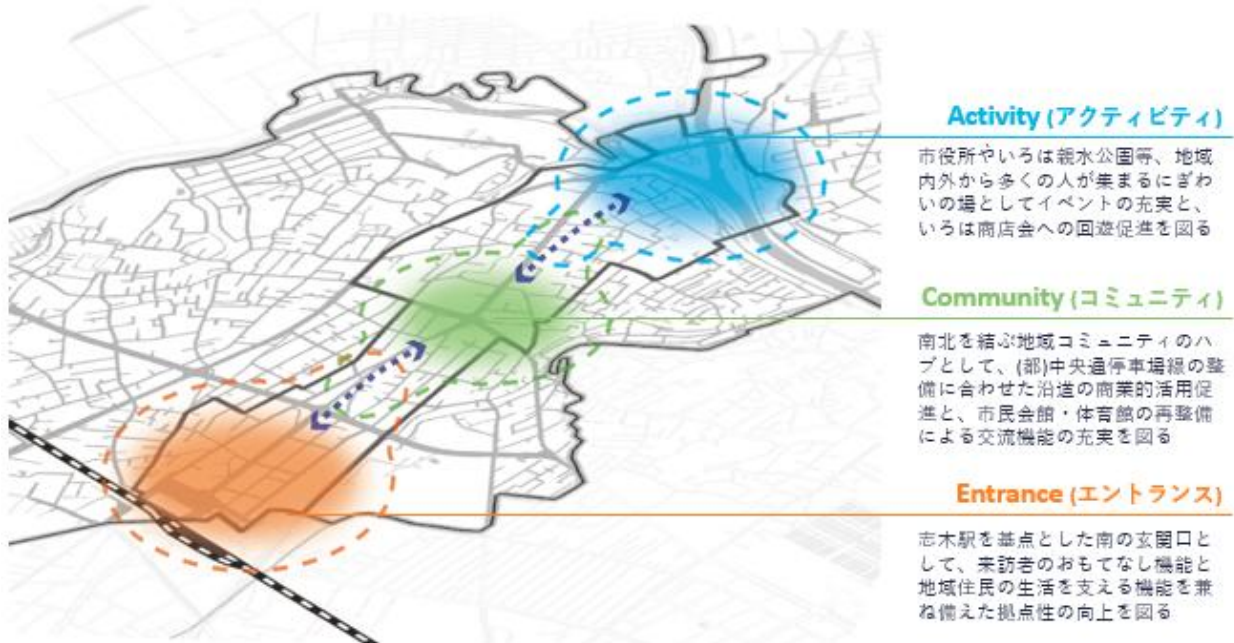 Activity (アクティビティ)
市役所やいろは親水公園等、地域
内外から多くの人が集まるにぎわ
いの場としてイベントの充実と、
いろは商店会への回遊促進を図る
Community (コミュニティ)
南北を結ぶ地域コミュニティのハ
ブとして、(都)中央通停車場線の整
備に合わせた沿道の商業的活用促
進と、市民会館・体育館の再整備
による交流機能の充実を図る
Entrance (エントランス)
志木駅を基点とした南の玄関口と
して、来訪者のおもてなし機能と
地域住民の生活を支える機能を兼
ね備えた拠点性の向上を図る